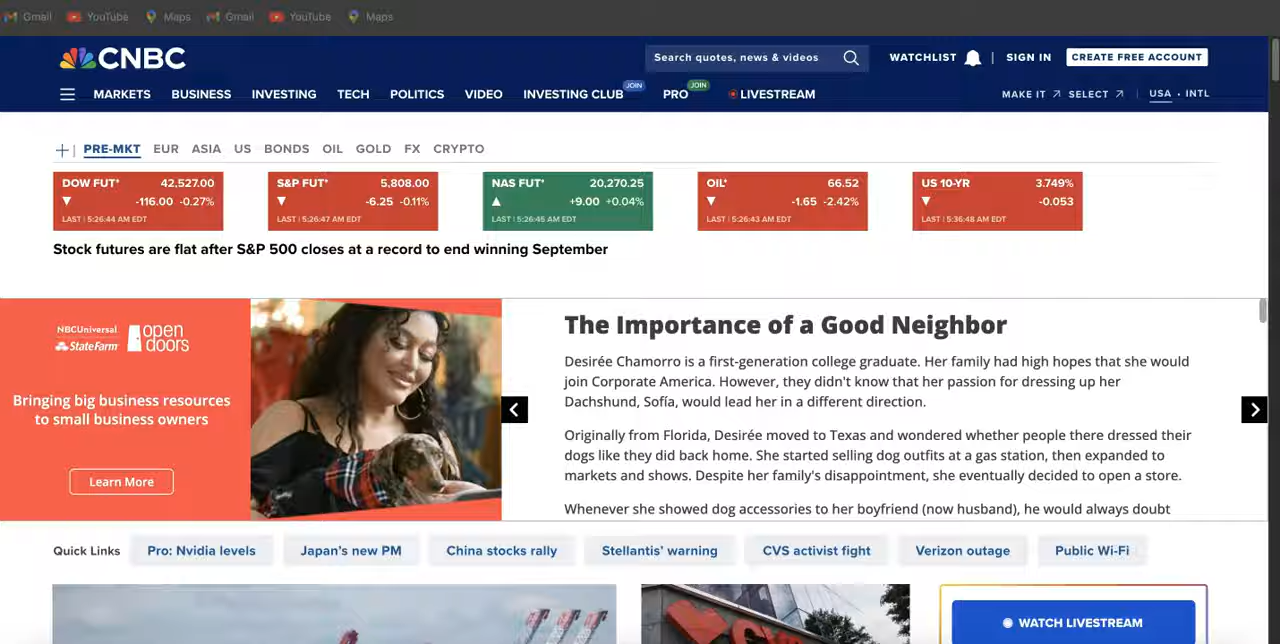 Gmail YouTube Maps Gmail YouTube Maps
CNBC
Search quotes, news & videos
WATCHLIST | SIGN IN CREATE FREE ACCOUNT
MARKETS BUSINESS INVESTING TECH POLITICS VIDEO INVESTING CLUB JOIN PRO JOIN LIVESTREAM
MAKE IT SELECT | USA • INTL
PRE-MKT EUR ASIA US BONDS OIL GOLD FX CRYPTO
DOW FUT* 42,527.00
-116.00 -0.27%
LAST | 5:26:44 AM EDT
S&P FUT* 5,808.00
-6.25 -0.11%
LAST | 5:26:47 AM EDT
NAS FUT* 20,270.25
+9.00 +0.04%
LAST | 5:26:45 AM EDT
OIL* 66.52
-1.65 -2.42%
LAST | 5:26:43 AM EDT
US 10-YR 3.749%
-0.053
LAST | 5:36:48 AM EDT
Stock futures are flat after S&P 500 closes at a record to end winning September
NBCUniversal
State Farm
open
doors
Bringing big business resources
to small business owners
Learn More
The Importance of a Good Neighbor
Desirée Chamorro is a first-generation college graduate. Her family had high hopes that she would
join Corporate America. However, they didn't know that her passion for dressing up her
Dachshund, Sofía, would lead her in a different direction.
Originally from Florida, Desirée moved to Texas and wondered whether people there dressed their
dogs like they did back home. She started selling dog outfits at a gas station, then expanded to
markets and shows. Despite her family's disappointment, she eventually decided to open a store.
Whenever she showed dog accessories to her boyfriend (now husband), he would always doubt
Quick Links Pro: Nvidia levels Japan's new PM China stocks rally Stellantis' warning CVS activist fight Verizon outage Public Wi-Fi
WATCH LIVESTREAM